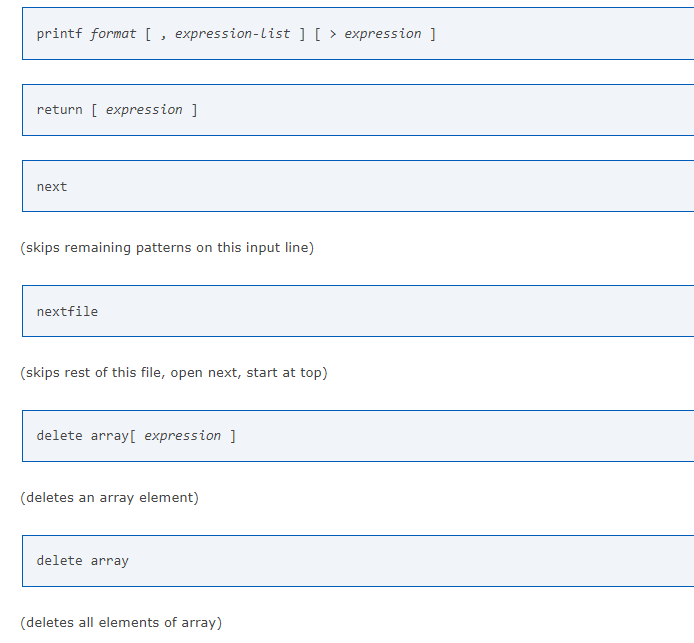 printf format [ , expression-list ] [ > expression ]
return [ expression ]
next
(skips remaining patterns on this input line)
nextfile
(skips rest of this file, open next, start at top)
delete array[ expression ]
(deletes an array element)
delete array
(deletes all elements of array)